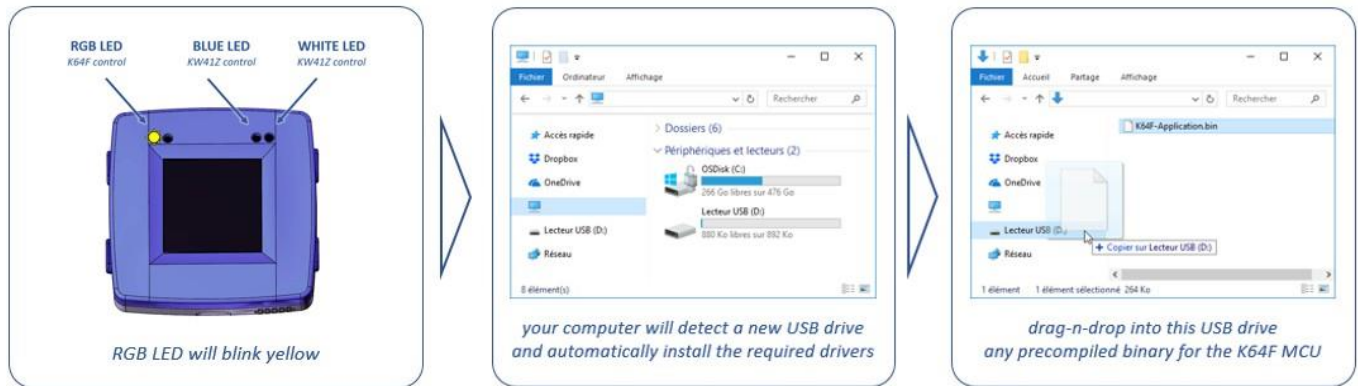 RGB LED
K64F control
BLUE LED
KW41Z control
WHITE LED
KW41Z control
RGB LED will blink yellow
Fichier Ordinateur Affichage
Rechercher
Accès rapide
Dropbox
OneDrive
Lecteur USB (D:)
Réseau
Dossiers (6)
Périphériques et lecteurs (2)
OSDisk (C:)
266 Go libres sur 476 Go
Lecteur USB (D:)
880 Ko libres sur 892 Ko
8 élément(s)
your computer will detect a new USB drive
and automatically install the required drivers
Fichier Accueil Partage Affichage
Rechercher
Accès rapide
Dropbox
OneDrive
Lecteur USB (D:)
Réseau
K64F-Application.bin
+ Copier sur Lecteur USB (D:)
1 élément 1 élément sélectionné 264 Ko
drag-n-drop into this USB drive
any precompiled binary for the K64F MCU